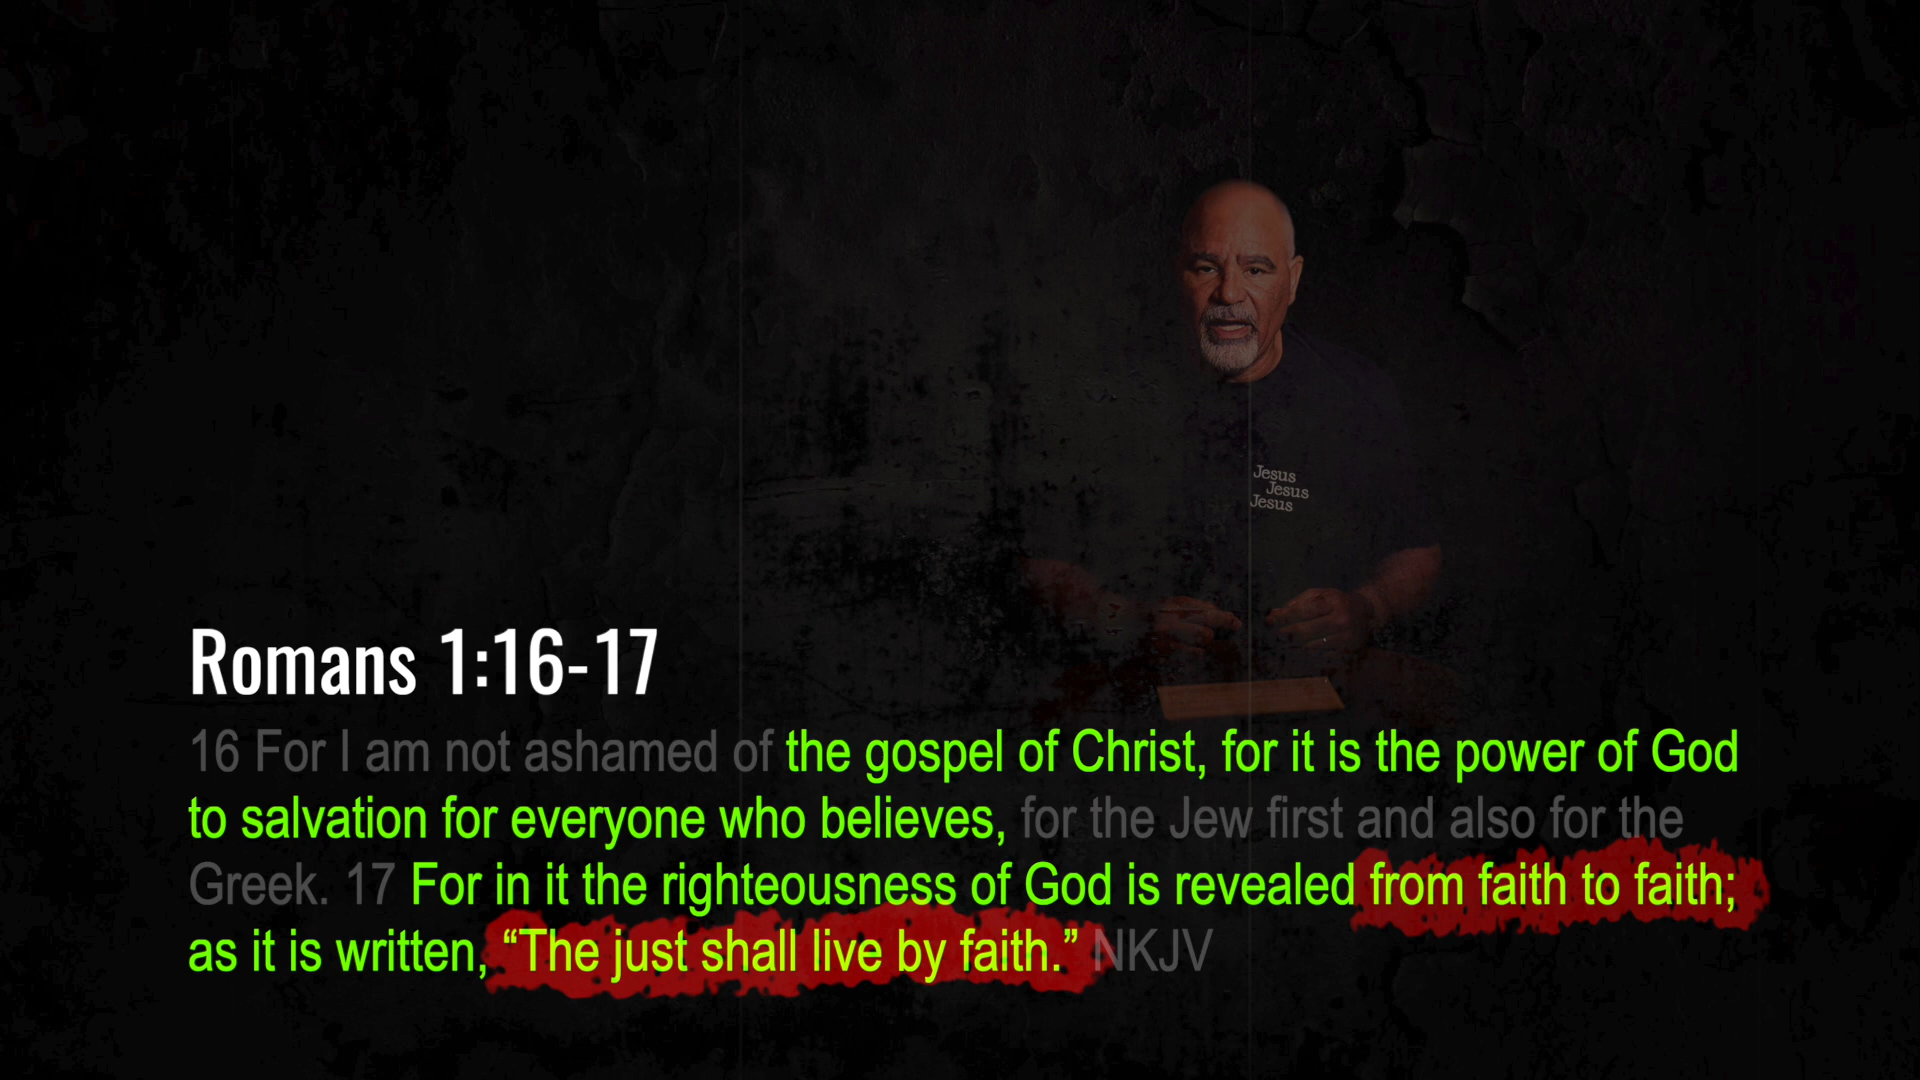 Jesus
Jesus
Jesus
Romans 1:16-17
16 For I am not ashamed of the gospel of Christ, for it is the power of God
to salvation for everyone who believes, for the Jew first and also for the
Greek. 17 For in it the righteousness of God is revealed from faith to faith;
as it is written, “The just shall live by faith.” NKJV